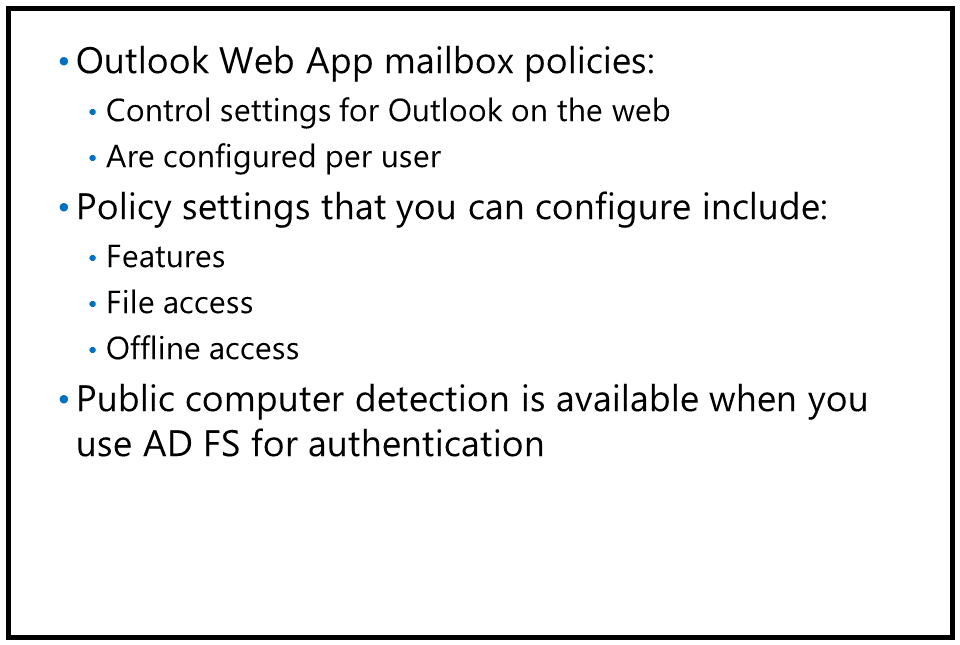 • Outlook Web App mailbox policies:
• Control settings for Outlook on the web
• Are configured per user
• Policy settings that you can configure include:
• Features
• File access
• Offline access
• Public computer detection is available when you
use AD FS for authentication